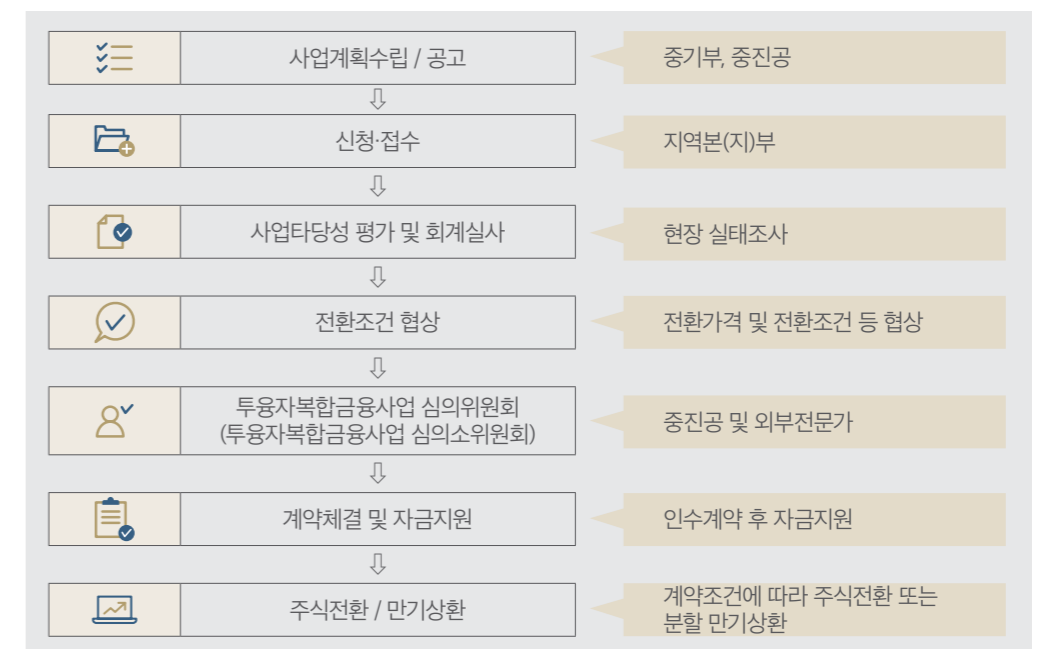 사업계획수립 / 공고
중기부, 중진공
신청·접수
지역본(지)부
사업타당성 평가 및 회계실사
현장 실태조사
전환조건 협상
전환가격 및 전환조건 등 협상
투융자복합금융사업 심의위원회
(투융자복합금융사업 심의소위원회)
중진공 및 외부전문가
계약체결 및 자금지원
인수계약 후 자금지원
주식전환 / 만기상환
계약조건에 따라 주식전환 또는
분할 만기상환